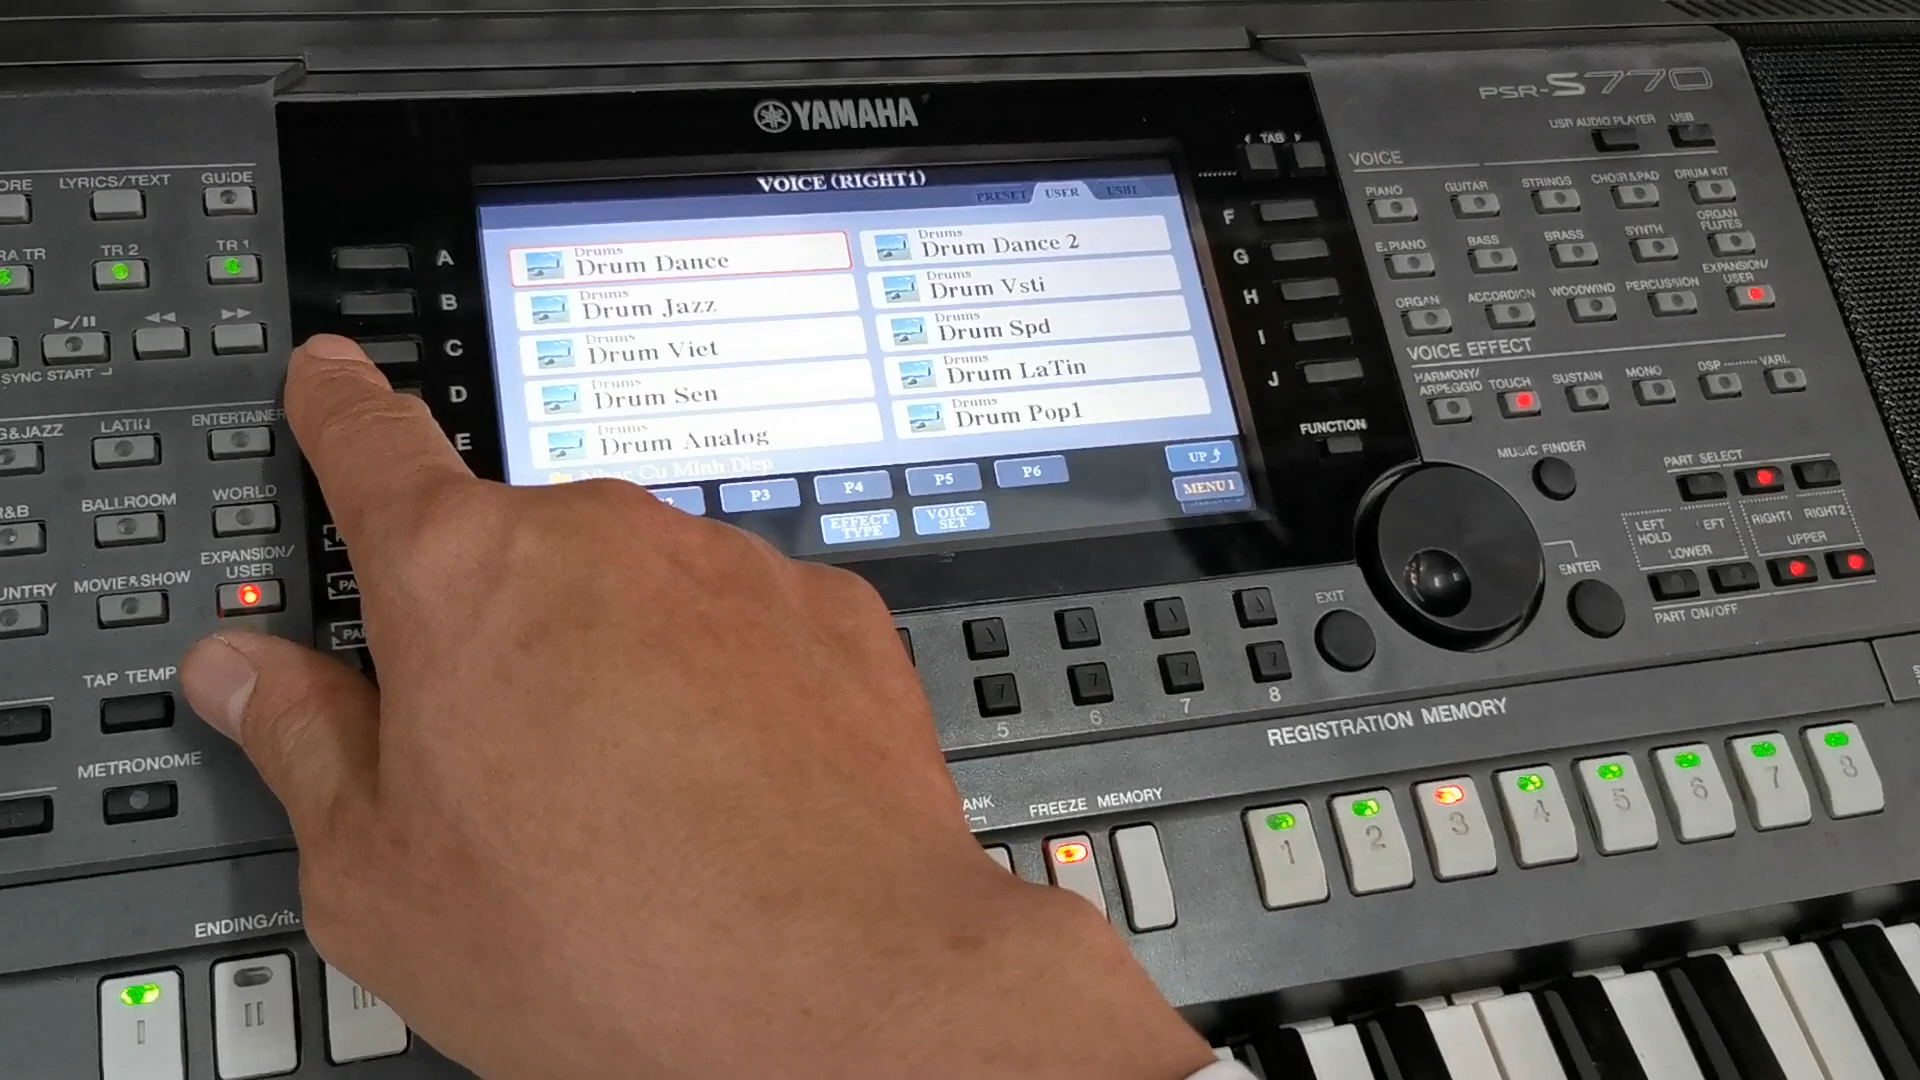 YAMAHA
PSR-S770
USB AUDIO PLAYER
USB
TAB
VOICE
PIANO
GUITAR
STRINGS
CHOIR&PAD
DRUM KIT
E.PIANO
BASS
BRASS
SYNTH
ORGAN
FLUTES
ORGAN
ACCORDION
WOODWIND
PERCUSSION
EXPANSION/
USER
VOICE EFFECT
HARMONY/
ARPEGGIO
TOUCH
SUSTAIN
MONO
DSP
VARI.
MUSIC FINDER
PART SELECT
LEFT
HOLD
LOWER
RIGHT1
RIGHT2
UPPER
PART ON/OFF
ENTER
EXIT
FUNCTION
F
G
H
I
J
VOICE (RIGHT1)
PRESET
USER
USB1
Drums
Drum Dance
Drums
Drum Dance 2
Drums
Drum Jazz
Drums
Drum Vsti
Drums
Drum Viet
Drums
Drum Spd
Drums
Drum Sen
Drums
Drum LaTin
Drums
Drum Analog
Drums
Drum Pop1
Nhac Cu Minh Diep
P3
P4
P5
P6
UP
EFFECT
TYPE
VOICE
SET
MENU 1
A
B
C
D
E
LYRICS/TEXT
GUIDE
TR 2
TR 1
SYNC START
LATIN
ENTERTAINER
BALLROOM
WORLD
MOVIE&SHOW
EXPANSION/
USER
METRONOME
ENDING/rit.
I
II
III
5
6
7
8
REGISTRATION MEMORY
FREEZE
MEMORY
1
2
3
4
5
6
7
8